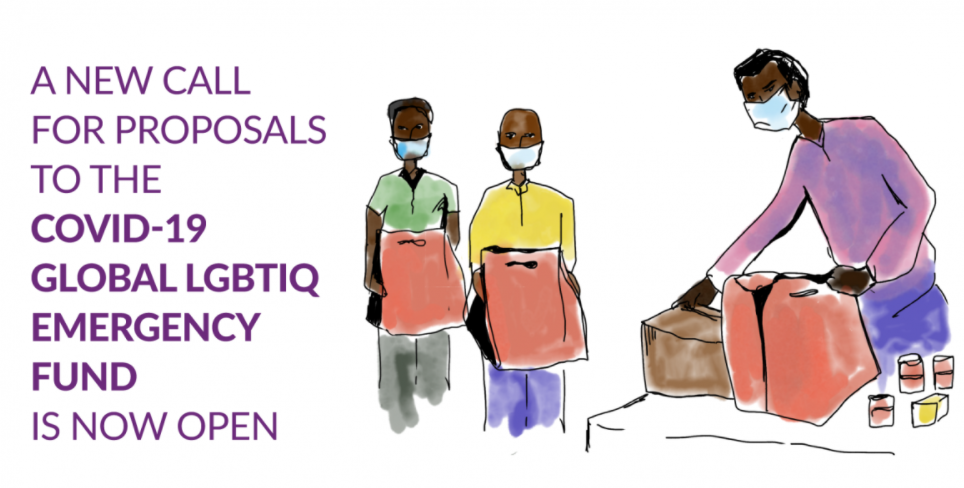 A NEW CALL
FOR PROPOSALS
TO THE
COVID-19
GLOBAL LGBTIQ
EMERGENCY
FUND
IS NOW OPEN